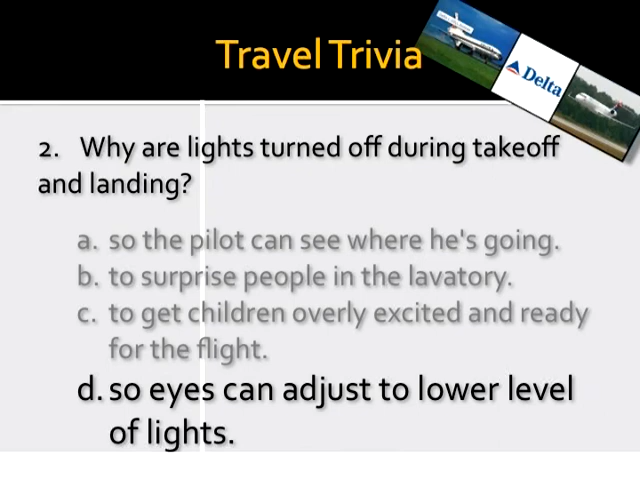 Travel Trivia
Delta
2. Why are lights turned off during takeoff
and landing?
a. so the pilot can see where he's going.
b. to surprise people in the lavatory.
c. to get children overly excited and ready
for the flight.
d. so eyes can adjust to lower level
of lights.